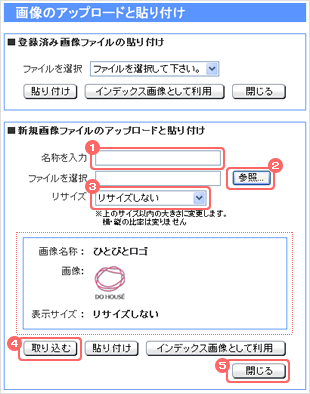 画像のアップロードと貼り付け
■登録済み画像ファイルの貼り付け
ファイルを選択 ファイルを選択して下さい。
貼り付け インデックス画像として利用 閉じる
■新規画像ファイルのアップロードと貼り付け
1
名称を入力
2
ファイルを選択 参照...
3
リサイズ リサイズしない
※上のサイズ以内の大きさに変更します。
横・縦の比率は変りません
画像名称： ひとびとロゴ
画像:
DO HOUSE
表示サイズ： リサイズしない
4
取り込む 貼り付け インデックス画像として利用
5
閉じる